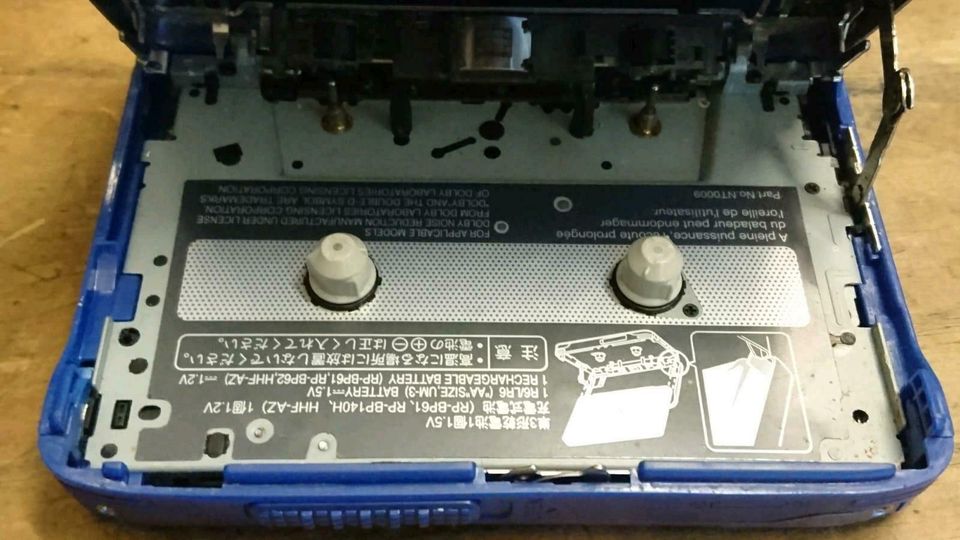 単3形乾電池1個1.5V
充電式電池 (RP-BP61, RP-BP140H, HHF-AZ) 1個1.2V
1 R6/LR6 ("AA"SIZE,UM-3) BATTERY⎓1.5V
1 RECHARGEABLE BATTERY (RP-BP61,RP-BP62,HHF-AZ) ⎓1.2V
注意
・高温になる場所には放置しないでください。
・電池の⊕⊖は正しく入れてください。
A pleine puissance, l'écoute prolongée
du baladeur peut endommager
l'oreille de l'utilisateur.
Part No.NT0009
FOR APPLICABLE MODELS
DOLBY NOISE REDUCTION MANUFACTURED UNDER LICENSE
FROM DOLBY LABORATORIES LICENSING CORPORATION.
"DOLBY"AND THE DOUBLE-D SYMBOL ARE TRADEMARKS
OF DOLBY LABORATORIES LICENSING CORPORATION